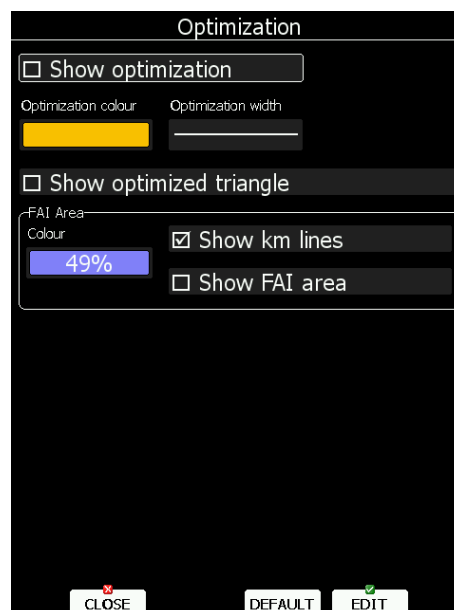 Optimization
Show optimization
Optimization colour Optimization width
Show optimized triangle
FAI Area
Colour
Show km lines
49%
Show FAI area
CLOSE DEFAULT EDIT